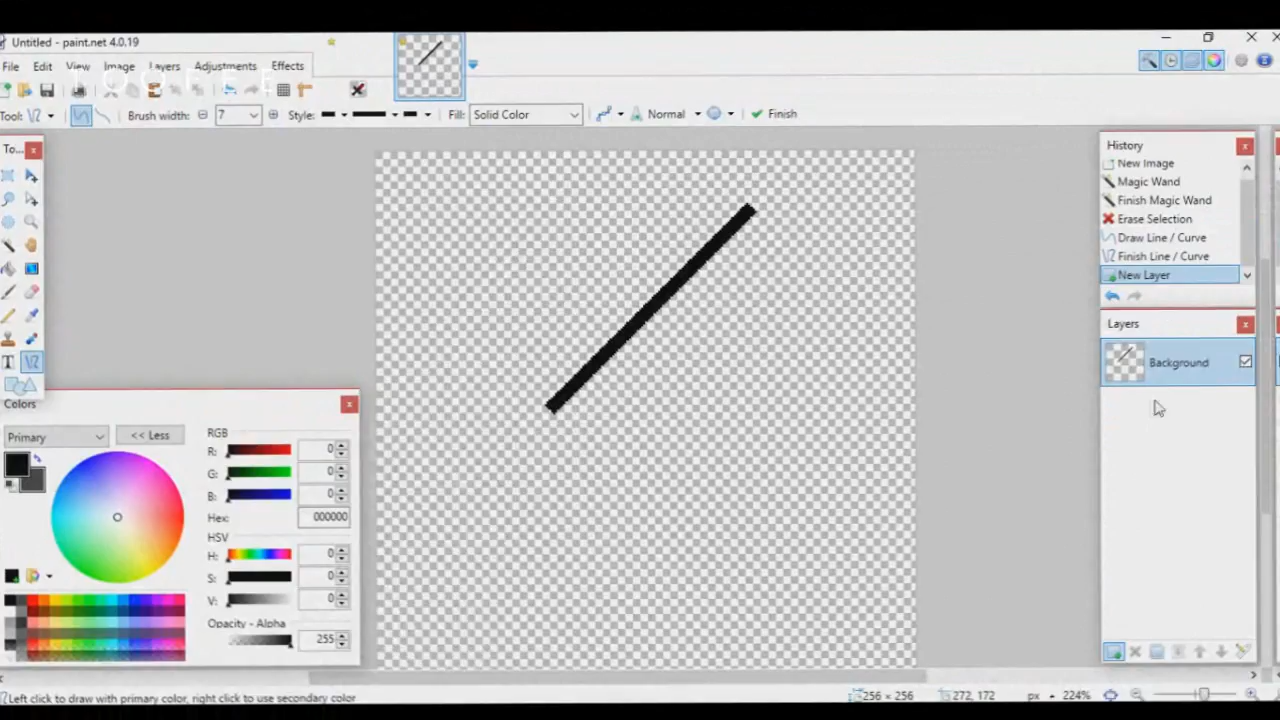 Untitled - paint.net 4.0.19
File Edit View Image Layers Adjustments Effects
Tool: Brush width: 7 Style: Fill: Solid Color Normal Finish
To...
T
History
New Image
Magic Wand
Finish Magic Wand
Erase Selection
Draw Line / Curve
Finish Line / Curve
New Layer
Layers
Background
Colors
Primary << Less
RGB
R: 0
G: 0
B: 0
Hex: 000000
HSV
H: 0
S: 0
V: 0
Opacity - Alpha
255
Left click to draw with primary color, right click to use secondary color 256 × 256 272, 172 px 224%